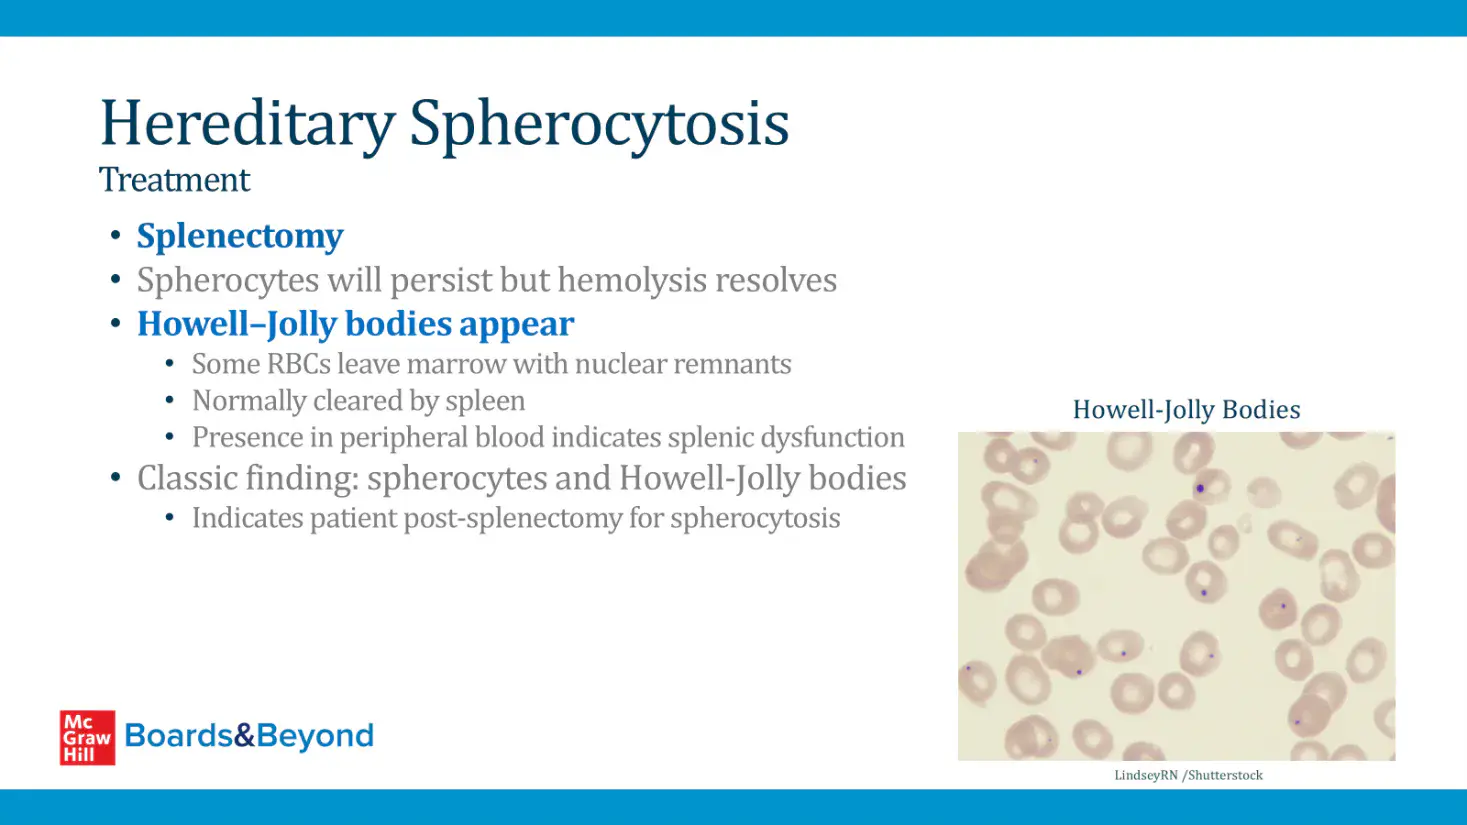 Hereditary Spherocytosis
Treatment
• Splenectomy
• Spherocytes will persist but hemolysis resolves
• Howell–Jolly bodies appear
• Some RBCs leave marrow with nuclear remnants
• Normally cleared by spleen
• Presence in peripheral blood indicates splenic dysfunction
• Classic finding: spherocytes and Howell-Jolly bodies
• Indicates patient post-splenectomy for spherocytosis
Howell-Jolly Bodies
LindseyRN /Shutterstock
Mc
Graw
Hill
Boards&Beyond